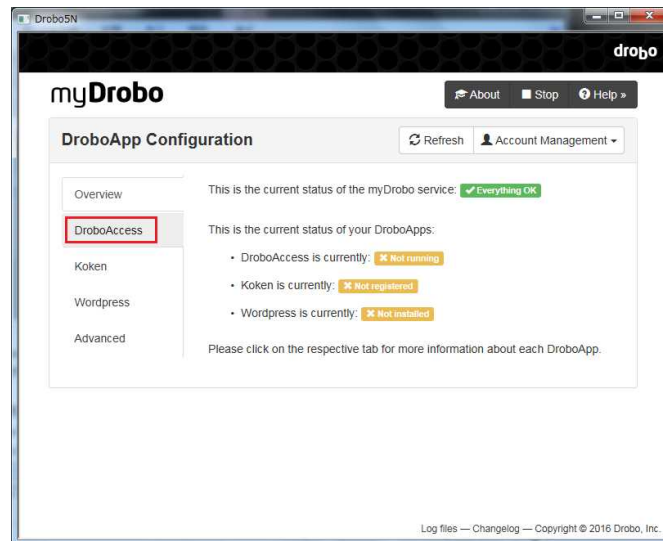 Drobo5N
drobo
myDrobo
About Stop Help »
DroboApp Configuration
Refresh Account Management
Overview
This is the current status of the myDrobo service: Everything OK
DroboAccess
This is the current status of your DroboApps:
• DroboAccess is currently: Not running
Koken
• Koken is currently: Not registered
Wordpress
• Wordpress is currently: Not installed
Advanced
Please click on the respective tab for more information about each DroboApp.
Log files — Changelog — Copyright © 2016 Drobo, Inc.